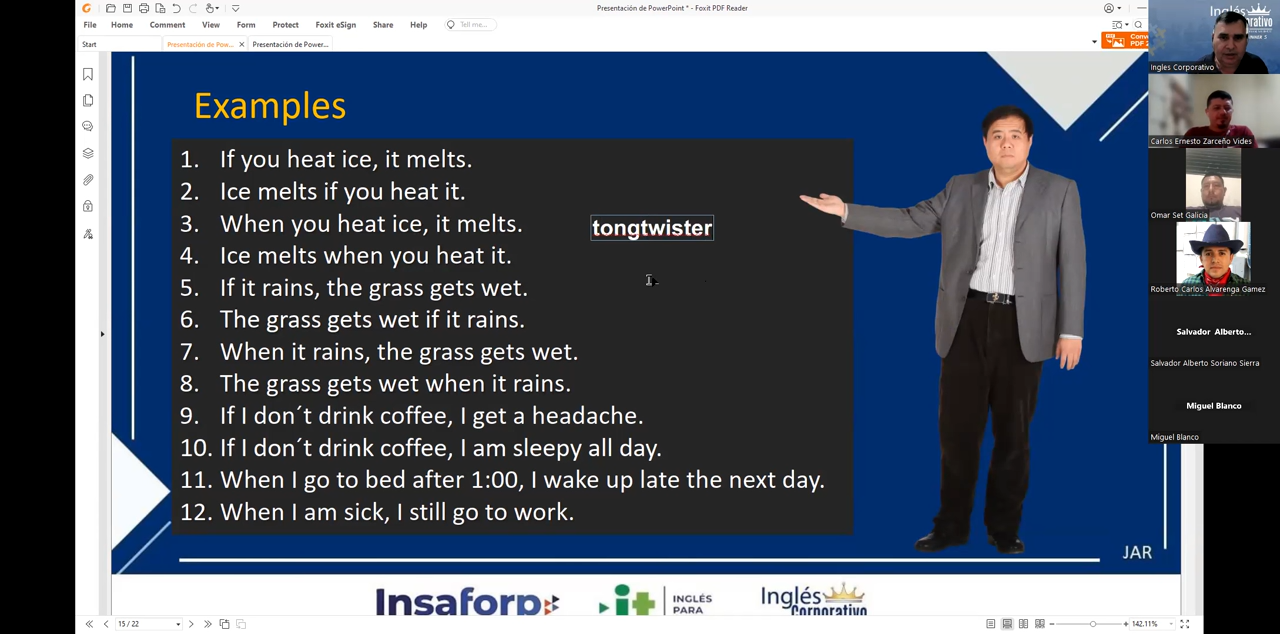 Presentación de PowerPoint * - Foxit PDF Reader
File Home Comment View Form Protect Foxit eSign Share Help Tell me...
Start Presentación de Pow... Presentación de Power...
Conv
PDF 2
Examples
1. If you heat ice, it melts.
2. Ice melts if you heat it.
3. When you heat ice, it melts.
tongtwister
4. Ice melts when you heat it.
5. If it rains, the grass gets wet.
6. The grass gets wet if it rains.
7. When it rains, the grass gets wet.
8. The grass gets wet when it rains.
9. If I don´t drink coffee, I get a headache.
10. If I don´t drink coffee, I am sleepy all day.
11. When I go to bed after 1:00, I wake up late the next day.
12. When I am sick, I still go to work.
JAR
Insaforp
it INGLÉS
PARA
Inglés
Corporativo
15 / 22
142.11%
Inglés
Corporativo
Ingles Corporativo
Carlos Ernesto Zarceño Vides
Omar Set Galicia
Roberto Carlos Alvarenga Gamez
Salvador Alberto...
Salvador Alberto Soriano Sierra
Miguel Blanco
Miguel Blanco